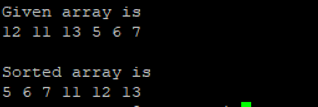 Given array is
12 11 13 5 6 7
Sorted array is
5 6 7 11 12 13